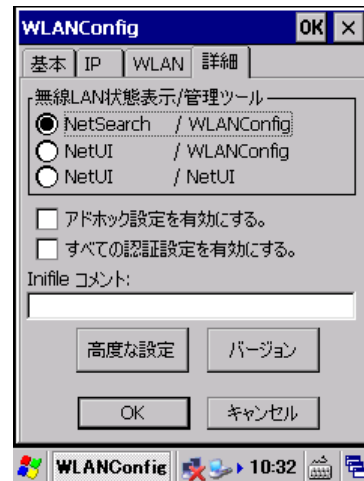 WLANConfig OK ×
基本 IP WLAN 詳細
無線LAN状態表示/管理ツール
NetSearch / WLANConfig
NetUI / WLANConfig
NetUI / NetUI
アドホック設定を有効にする。
すべての認証設定を有効にする。
Inifile コメント:
高度な設定 バージョン
OK キャンセル
WLANConfig 10:32